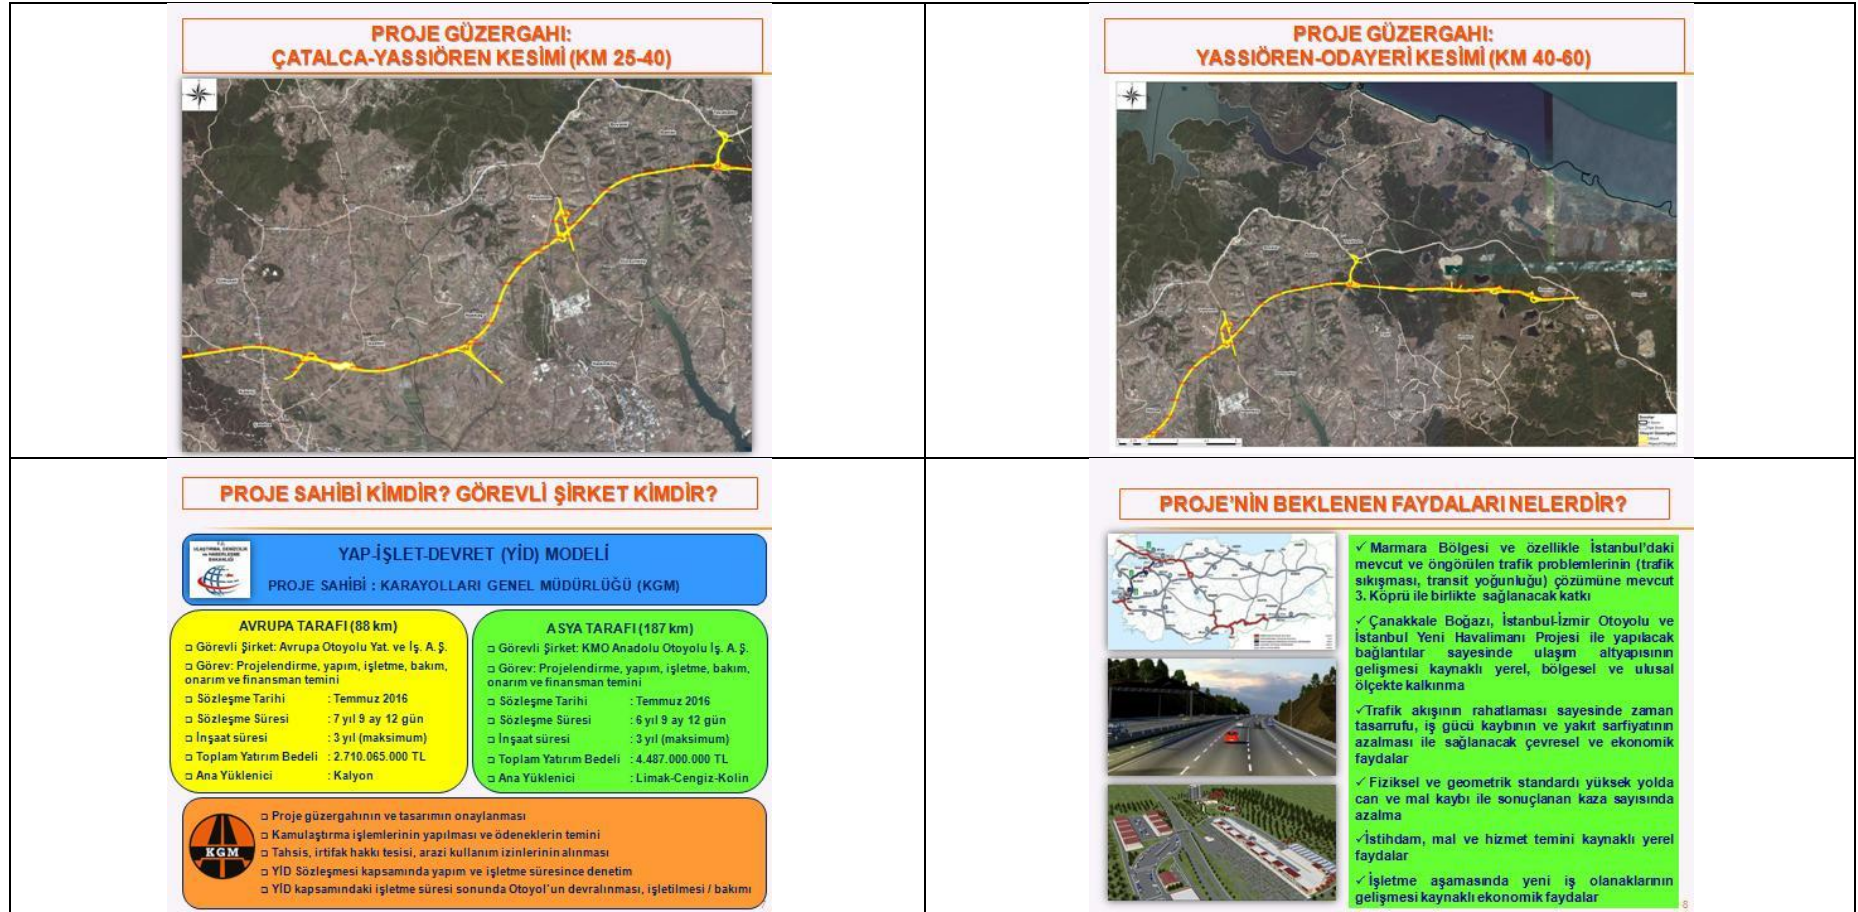 PROJE GÜZERGAHI:
ÇATALCA-YASSIÖREN KESİMİ (KM 25-40)
PROJE GÜZERGAHI:
YASSIÖREN-ODAYERİ KESİMİ (KM 40-60)
PROJE SAHİBİ KİMDİR? GÖREVLİ ŞİRKET KİMDİR?
T.C.
ULAŞTIRMA, DENİZCİLİK
VE HABERLEŞME
BAKANLIĞI
YAP-İŞLET-DEVRET (YİD) MODELİ
PROJE SAHİBİ : KARAYOLLARI GENEL MÜDÜRLÜĞÜ (KGM)
AVRUPA TARAFI (88 km)
Görevli Şirket: Avrupa Otoyolu Yat. ve İş. A.Ş.
Görev: Projelendirme, yapım, işletme, bakım,
onarım ve finansman temini
Sözleşme Tarihi : Temmuz 2016
Sözleşme Süresi : 7 yıl 9 ay 12 gün
İnşaat süresi : 3 yıl (maksimum)
Toplam Yatırım Bedeli : 2.710.065.000 TL
Ana Yüklenici : Kalyon
ASYA TARAFI (187 km)
Görevli Şirket: KMO Anadolu Otoyolu İş. A.Ş.
Görev: Projelendirme, yapım, işletme, bakım,
onarım ve finansman temini
Sözleşme Tarihi : Temmuz 2016
Sözleşme Süresi : 6 yıl 9 ay 12 gün
İnşaat süresi : 3 yıl (maksimum)
Toplam Yatırım Bedeli : 4.487.000.000 TL
Ana Yüklenici : Limak-Cengiz-Kolin
KGM
Proje güzergahının ve tasarımın onaylanması
Kamulaştırma işlemlerinin yapılması ve ödeneklerin temini
Tahsis, irtifak hakkı tesisi, arazi kullanım izinlerinin alınması
YİD Sözleşmesi kapsamında yapım ve işletme süresince denetim
YİD kapsamındaki işletme süresi sonunda Otoyol'un devralınması, işletilmesi / bakımı
7
PROJE'NİN BEKLENEN FAYDALARI NELERDİR?
✓ Marmara Bölgesi ve özellikle İstanbul'daki
mevcut ve öngörülen trafik problemlerinin (trafik
sıkışması, transit yoğunluğu) çözümüne mevcut
3. Köprü ile birlikte sağlanacak katkı
✓ Çanakkale Boğazı, İstanbul-İzmir Otoyolu ve
İstanbul Yeni Havalimanı Projesi ile yapılacak
bağlantılar sayesinde ulaşım altyapısının
gelişmesi kaynaklı yerel, bölgesel ve ulusal
ölçekte kalkınma
✓Trafik akışının rahatlaması sayesinde zaman
tasarrufu, iş gücü kaybının ve yakıt sarfiyatının
azalması ile sağlanacak çevresel ve ekonomik
faydalar
✓ Fiziksel ve geometrik standardı yüksek yolda
can ve mal kaybı ile sonuçlanan kaza sayısında
azalma
✓İstihdam, mal ve hizmet temini kaynaklı yerel
faydalar
✓ İşletme aşamasında yeni iş olanaklarının
gelişmesi kaynaklı ekonomik faydalar
8